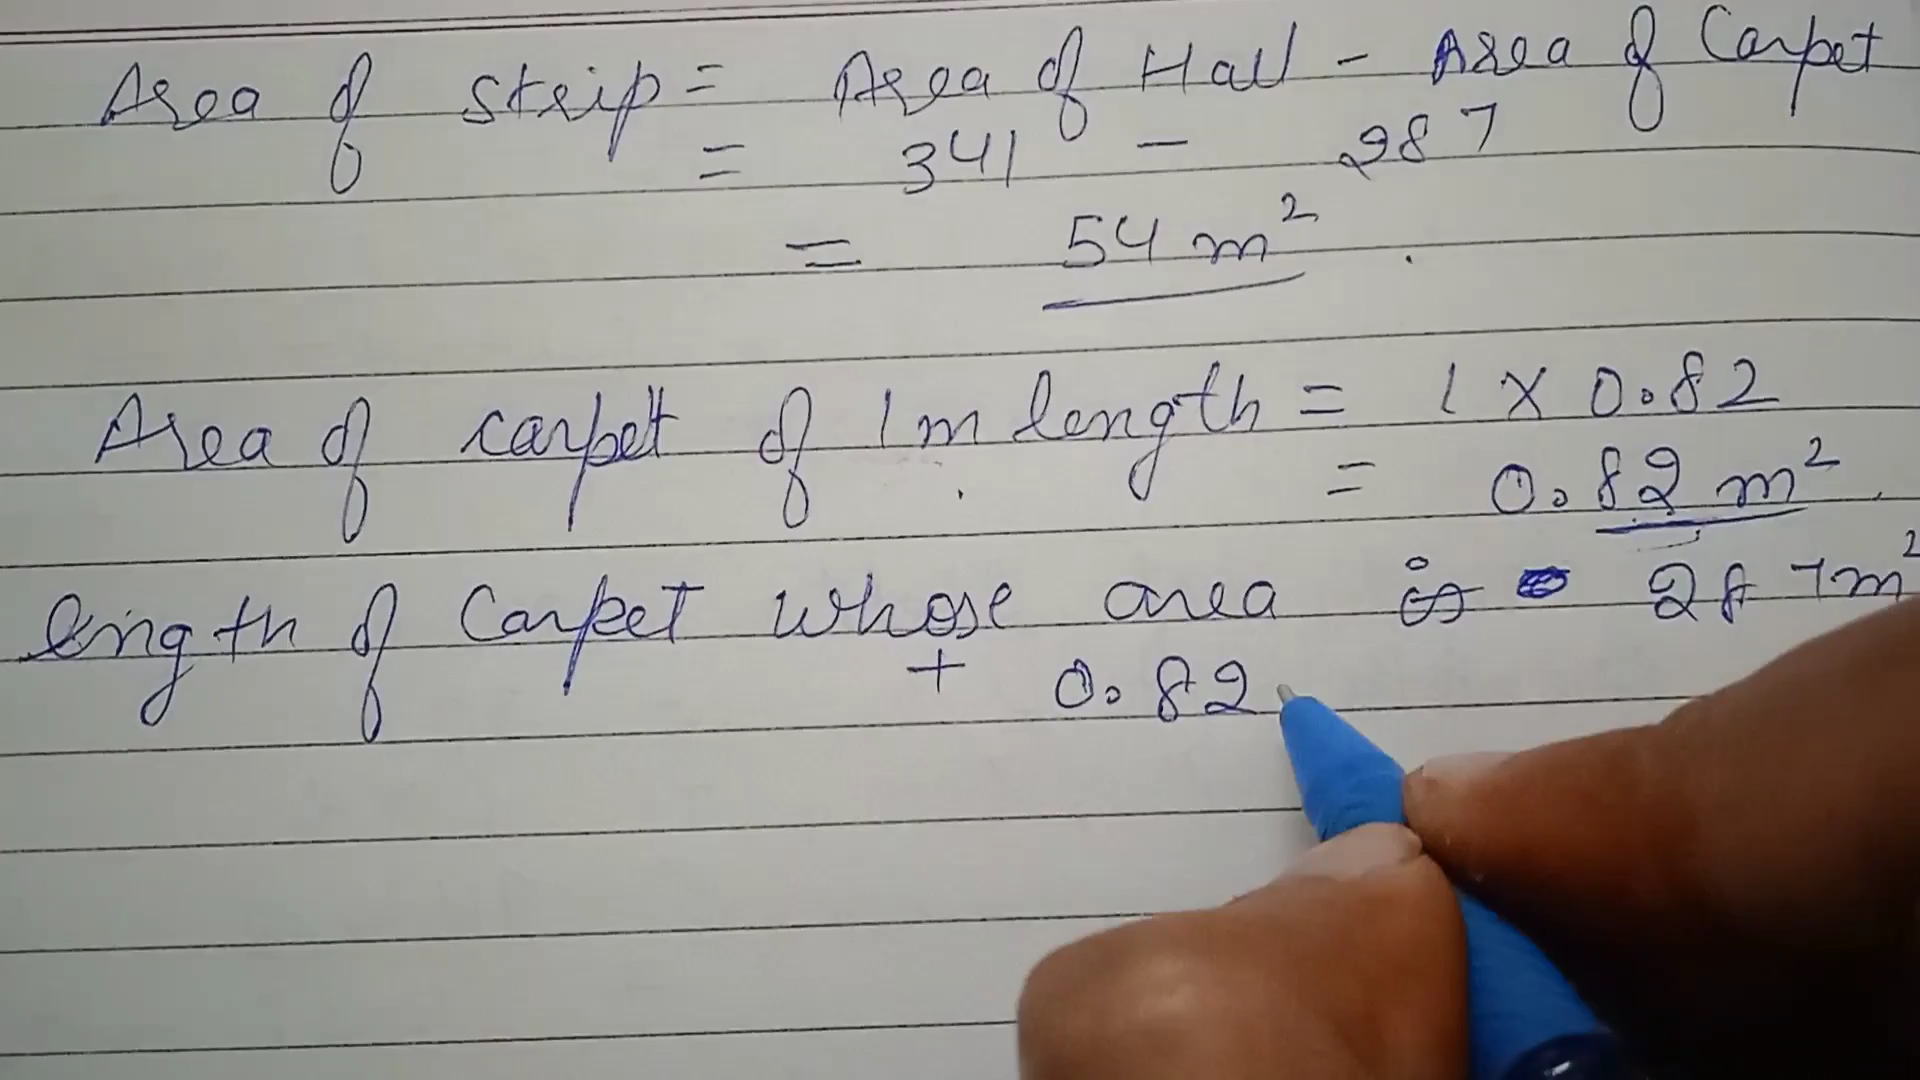 Area of strip = Area of Hall - Area of Carpet
= 341 - 287
= 54 m²
Area of carpet of 1m length = 1 × 0.82
= 0.82 m²
length of Carpet whose area is 287m²
+ 0.82